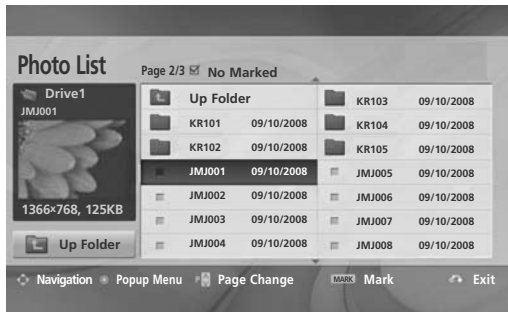 Photo List
Page 2/3 ☑ No Marked
Drive1
JMJ001
1366×768, 125KB
Up Folder
Up Folder
KR101 09/10/2008
KR102 09/10/2008
JMJ001 09/10/2008
JMJ002 09/10/2008
JMJ003 09/10/2008
JMJ004 09/10/2008
KR103 09/10/2008
KR104 09/10/2008
KR105 09/10/2008
JMJ005 09/10/2008
JMJ006 09/10/2008
JMJ007 09/10/2008
JMJ008 09/10/2008
Navigation Popup Menu P Page Change MARK Mark Exit